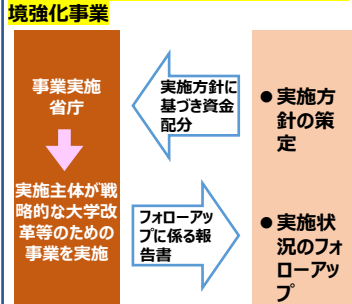 境強化事業
事業実施
省庁
実施主体が戦
略的な大学改
革等のための
事業を実施
実施方針に
基づき資金
配分
フォローアッ
プに係る報
告書
●実施方
針の策
定
●実施状
況のフォ
ローアッ
プ